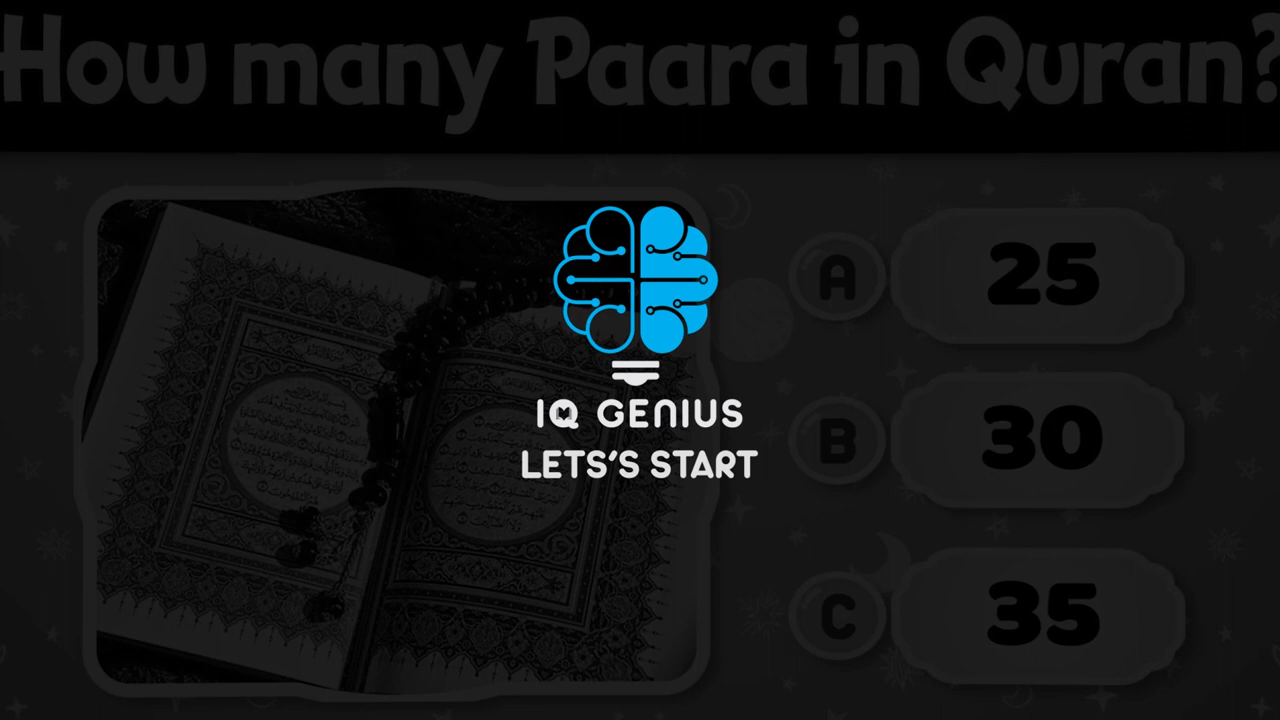 How many Paara in Quran?
A 25
B 30
C 35
IQ GENIUS
LETS'S START